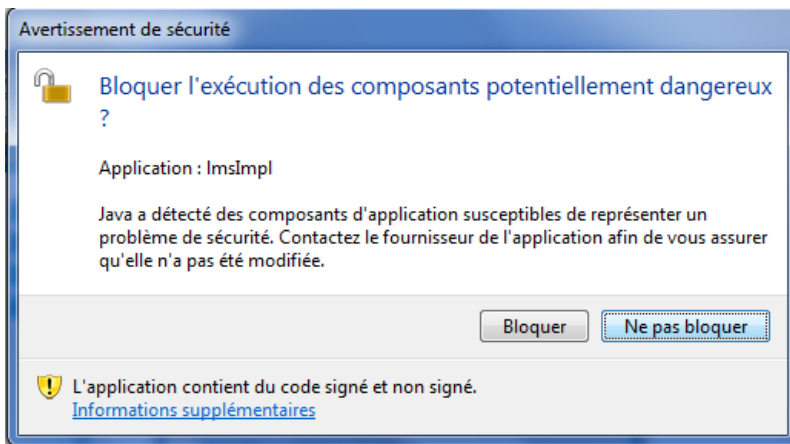 Avertissement de sécurité
Bloquer l'exécution des composants potentiellement dangereux
?
Application : lmsImpl
Java a détecté des composants d'application susceptibles de représenter un
problème de sécurité. Contactez le fournisseur de l'application afin de vous assurer
qu'elle n'a pas été modifiée.
Bloquer
Ne pas bloquer
L'application contient du code signé et non signé.
Informations supplémentaires